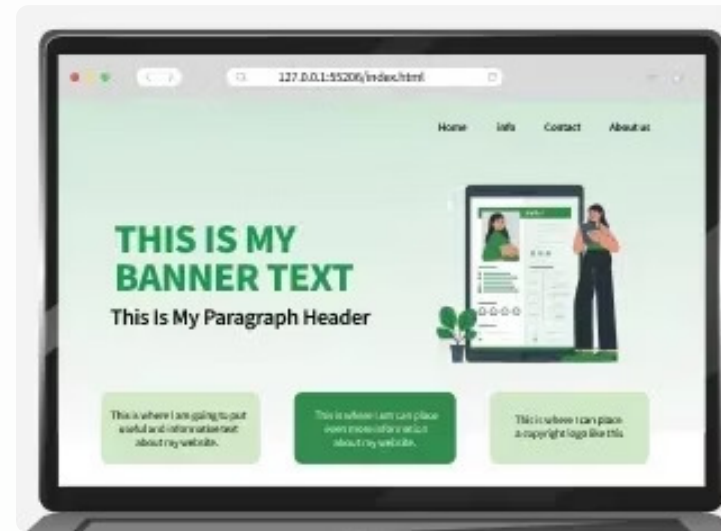 127.0.0.1:55206/index.html
Home Info Contact About us
THIS IS MY
BANNER TEXT
This Is My Paragraph Header
This is where I am going to put
useful and informative text
about my website.
This is where I am can place
even more information
about my website.
This is where I can place
a copyright logo like this